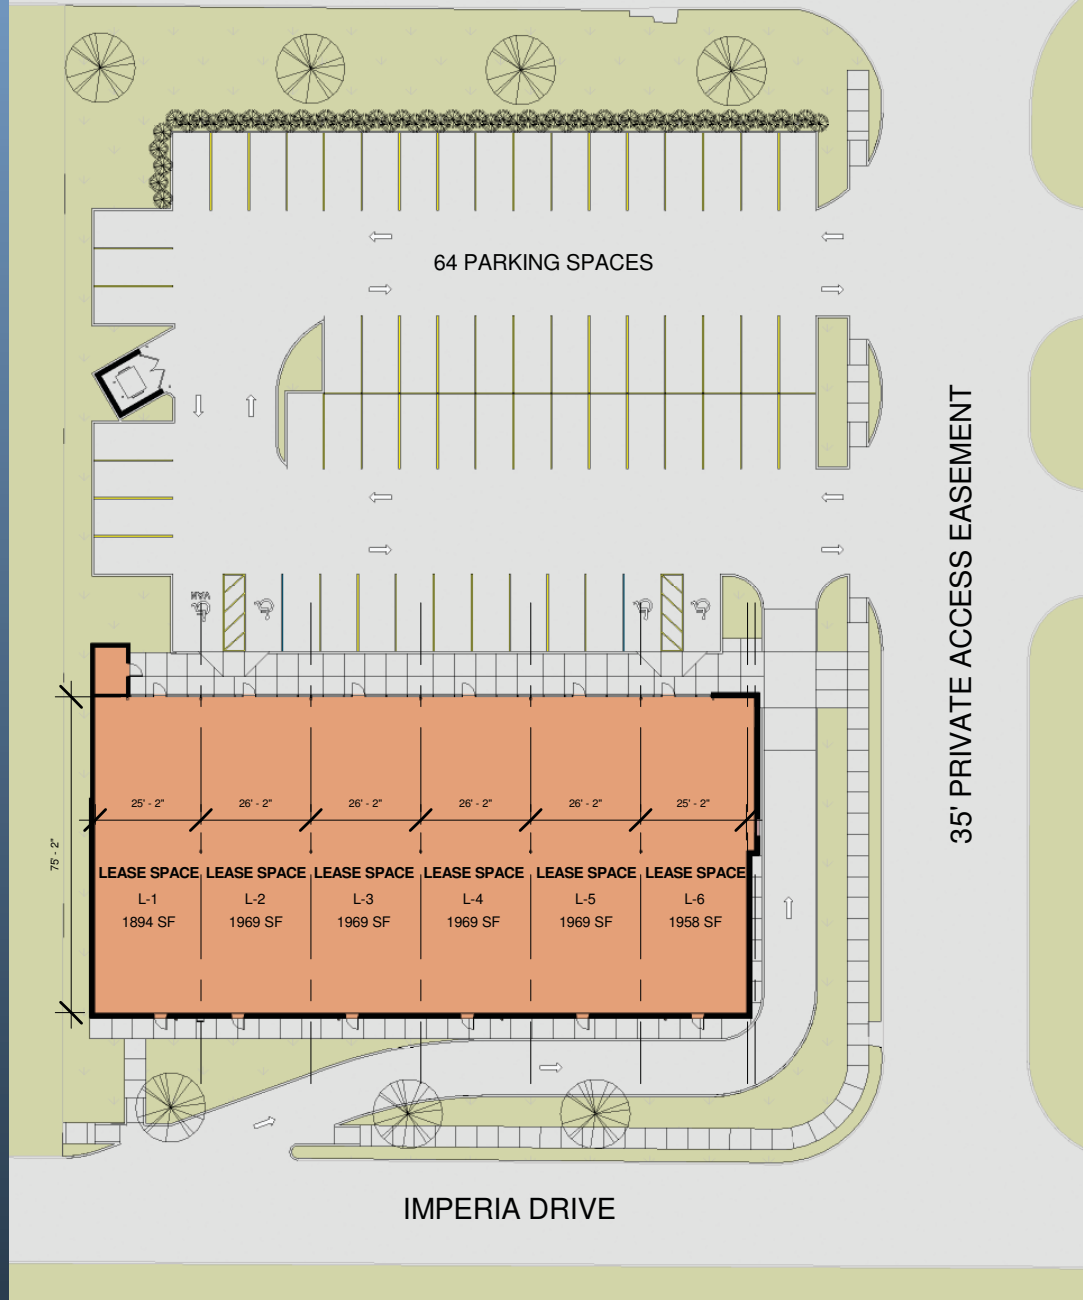 64 PARKING SPACES
35' PRIVATE ACCESS EASEMENT
VAN
75' - 2"
25' - 2"
26' - 2"
26' - 2"
26' - 2"
26' - 2"
25' - 2"
LEASE SPACE
L-1
1894 SF
LEASE SPACE
L-2
1969 SF
LEASE SPACE
L-3
1969 SF
LEASE SPACE
L-4
1969 SF
LEASE SPACE
L-5
1969 SF
LEASE SPACE
L-6
1958 SF
IMPERIA DRIVE